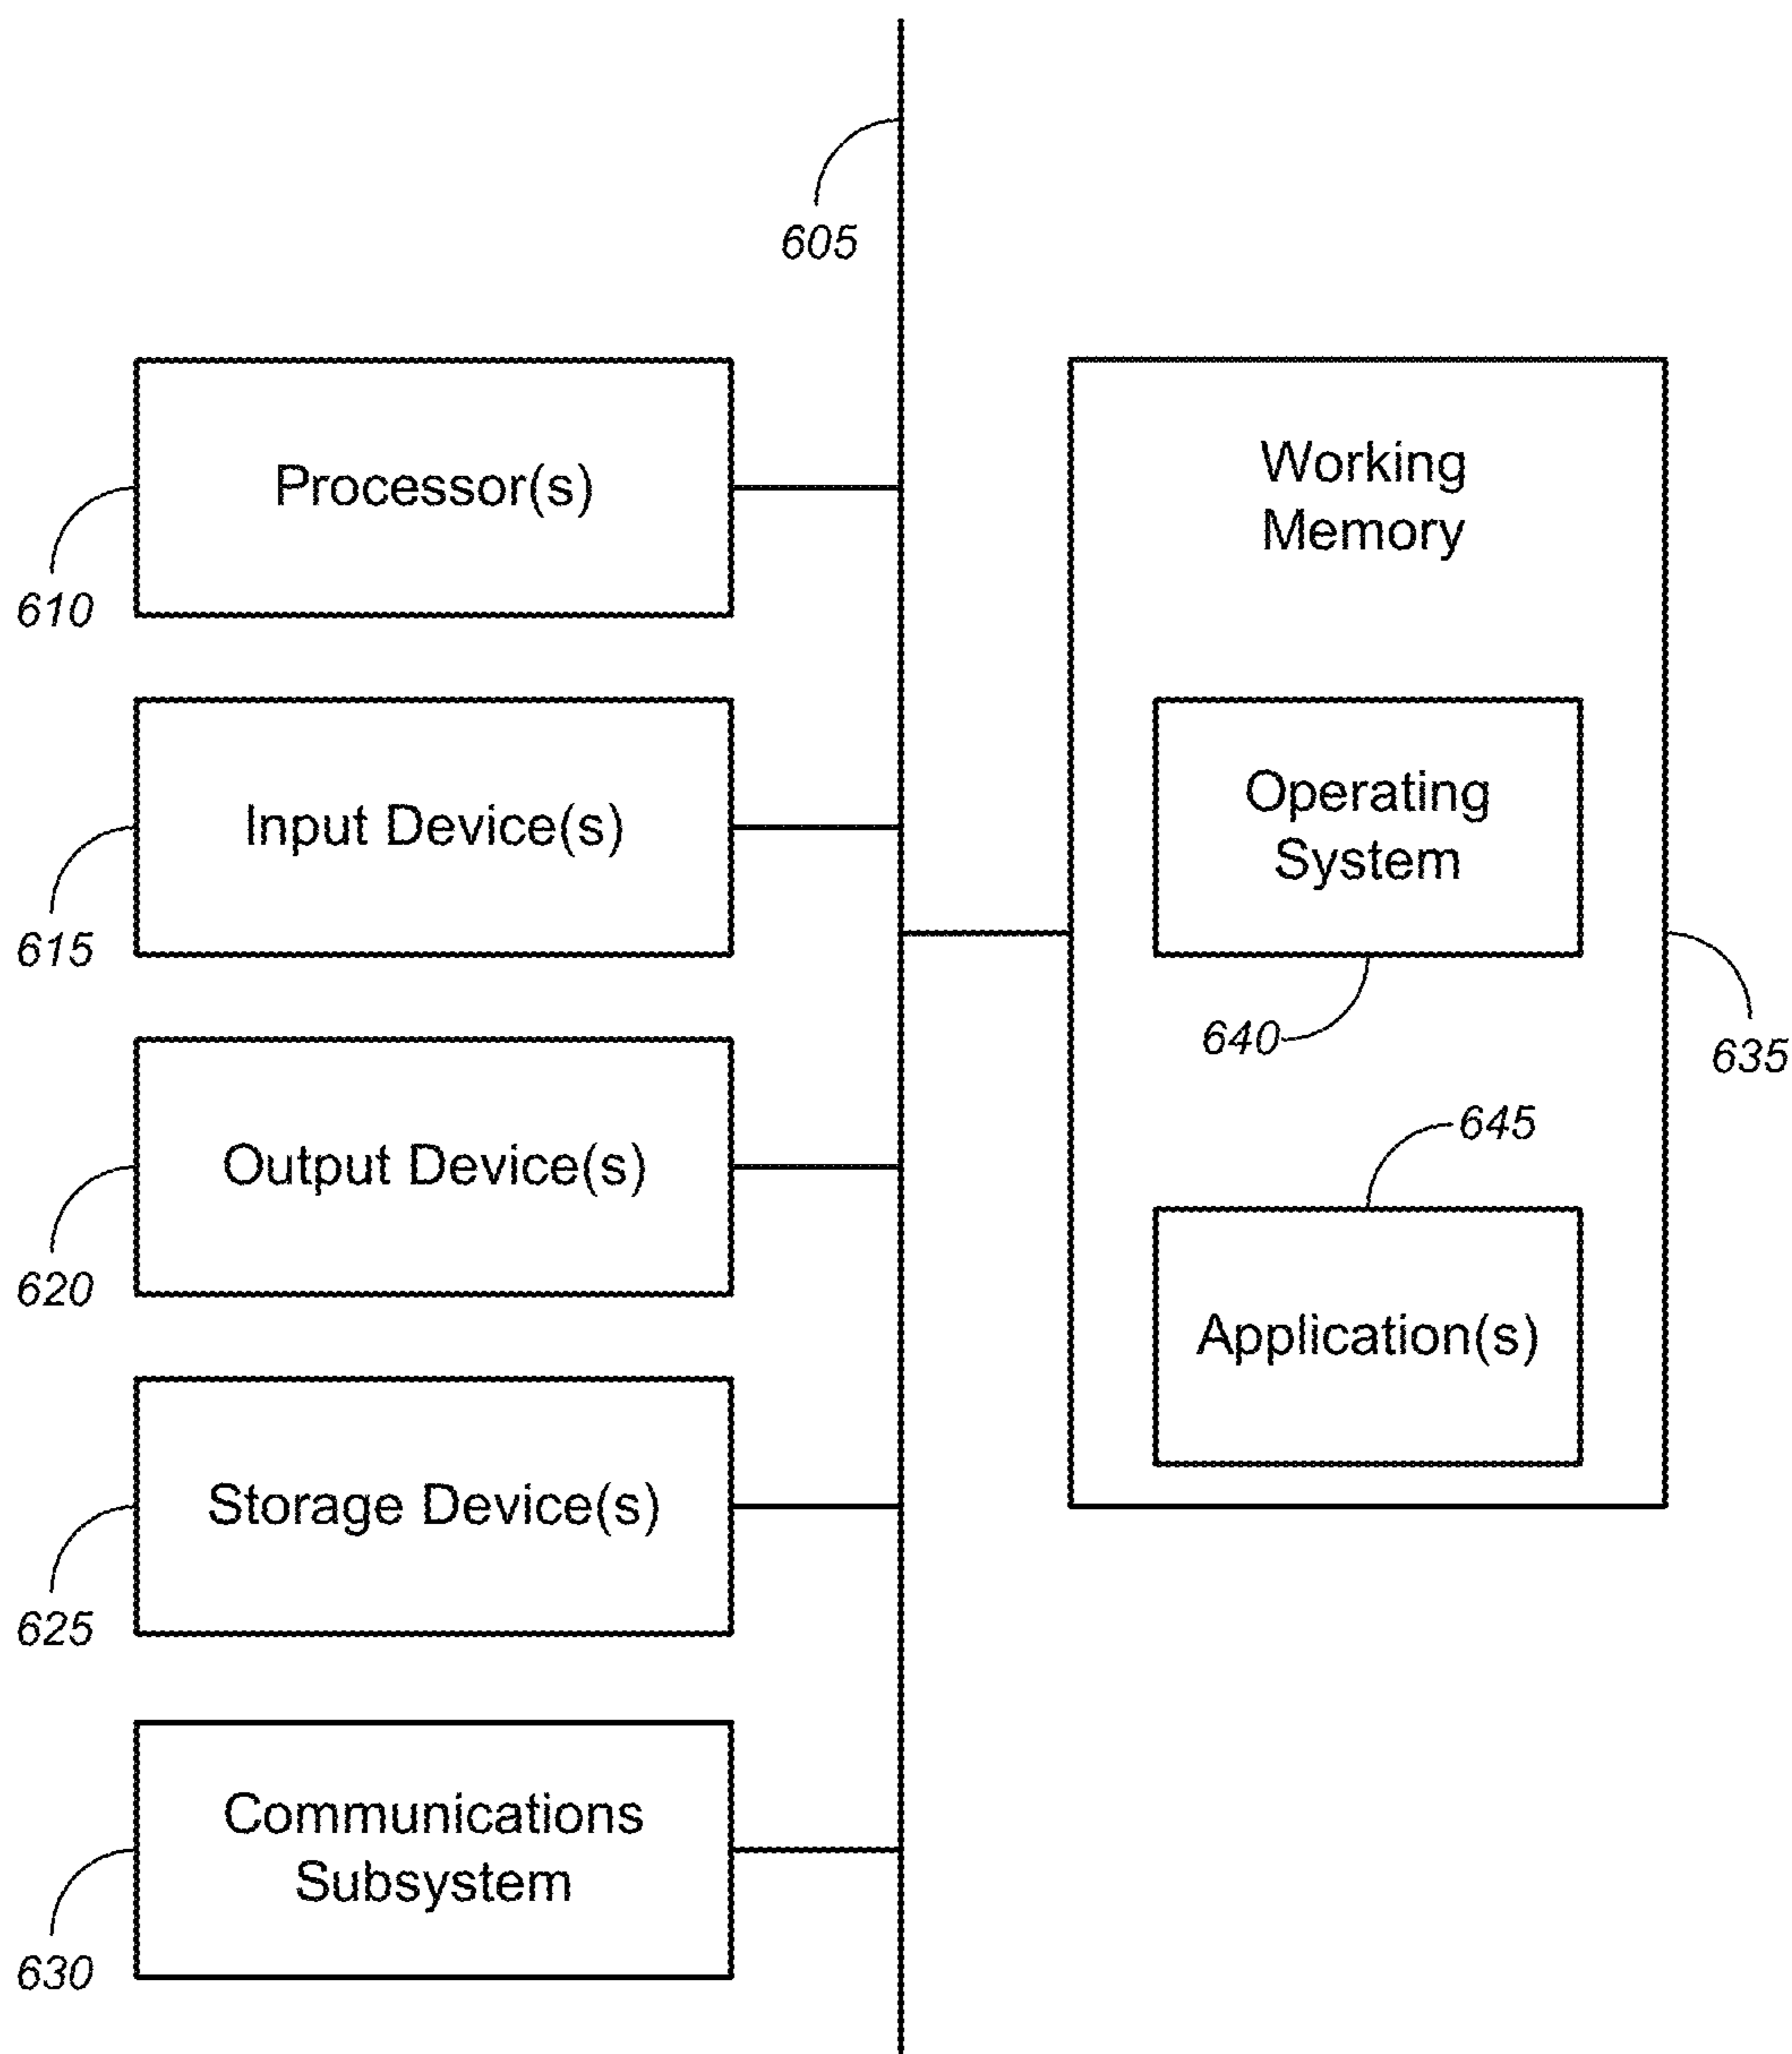 605
Processor(s)
610
Input Device(s)
615
Output Device(s)
620
Storage Device(s)
625
Communications
Subsystem
630
Working
Memory
Operating
System
640
635
645
Application(s)